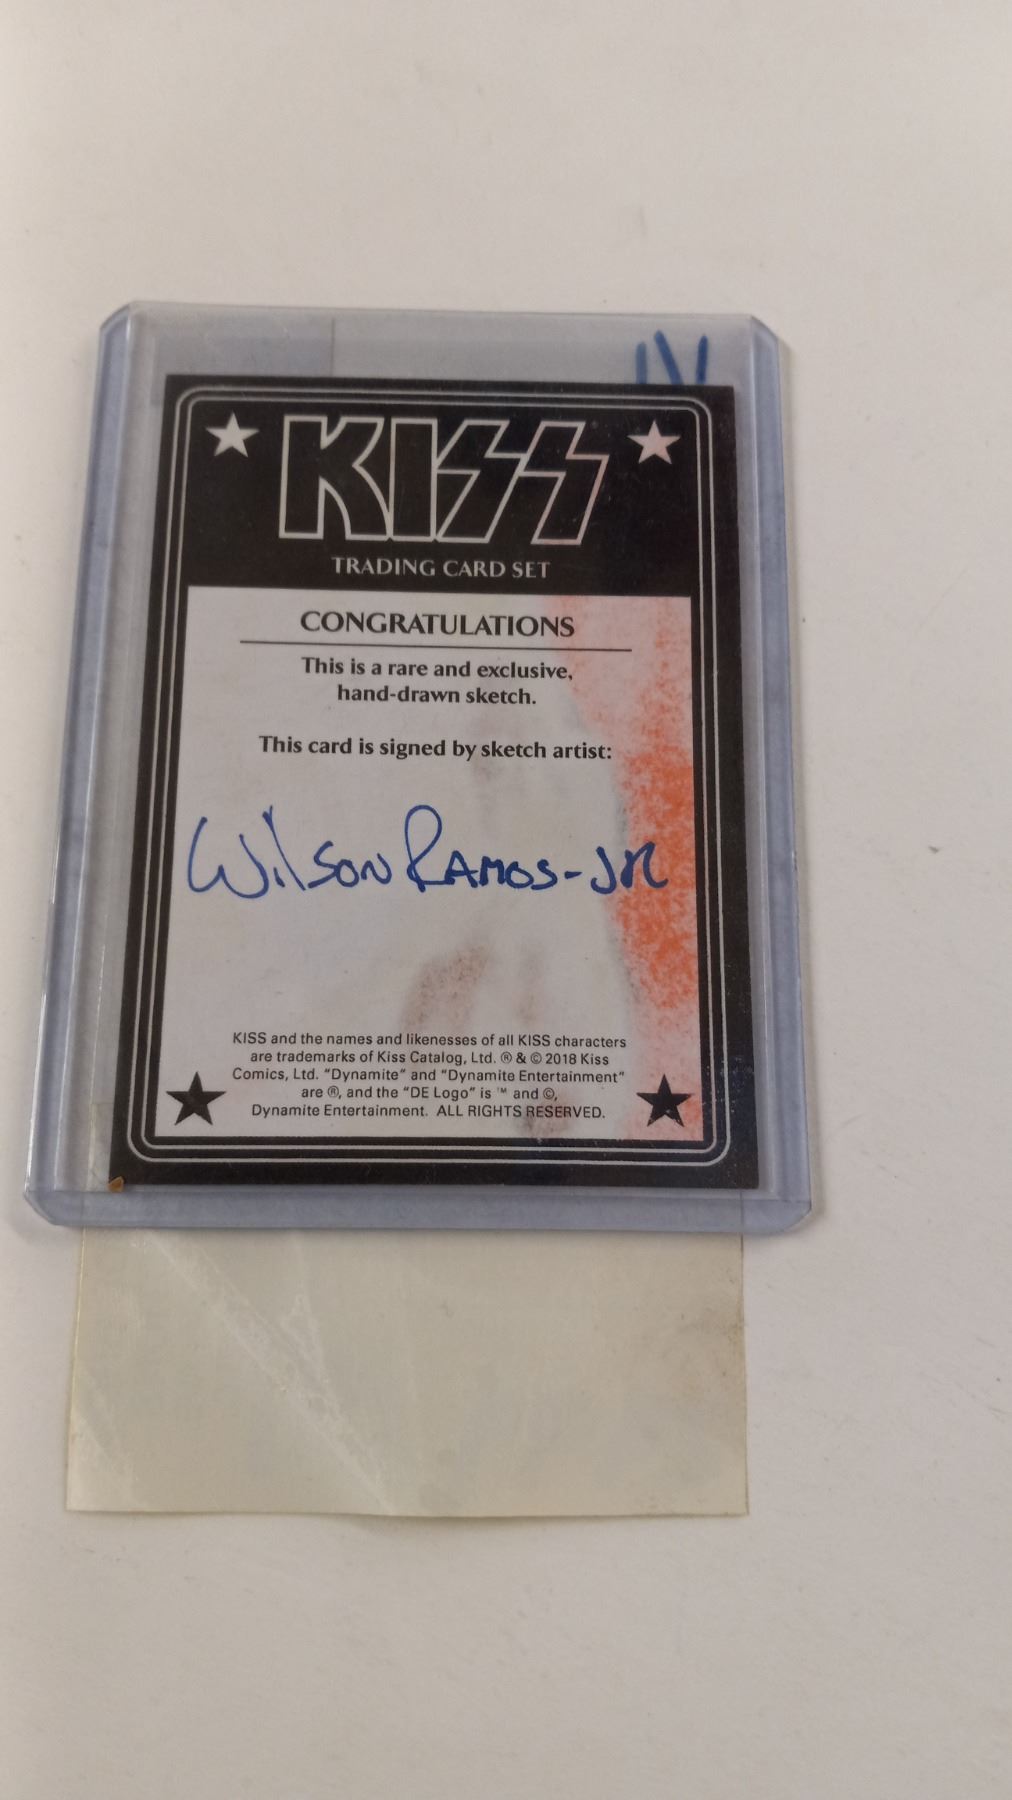 KISS
TRADING CARD SET
CONGRATULATIONS
This is a rare and exclusive,
hand-drawn sketch.
This card is signed by sketch artist:
Wilson Ramos-JR
KISS and the names and likenesses of all KISS characters
are trademarks of Kiss Catalog, Ltd. ® & © 2018 Kiss
Comics, Ltd. "Dynamite" and "Dynamite Entertainment"
are ®, and the "DE Logo" is ™ and ©,
Dynamite Entertainment. ALL RIGHTS RESERVED.